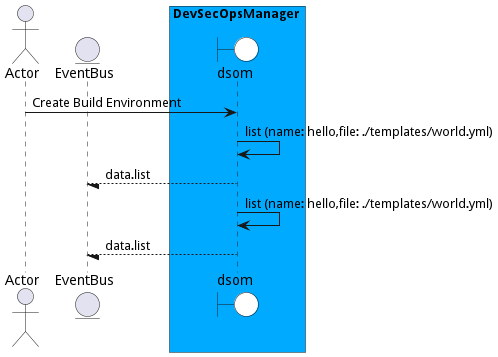 DevSecOpsManager
Actor
EventBus
dsom
Create Build Environment
list (name: hello,file: ./templates/world.yml)
data.list
list (name: hello,file: ./templates/world.yml)
data.list
Actor
EventBus
dsom